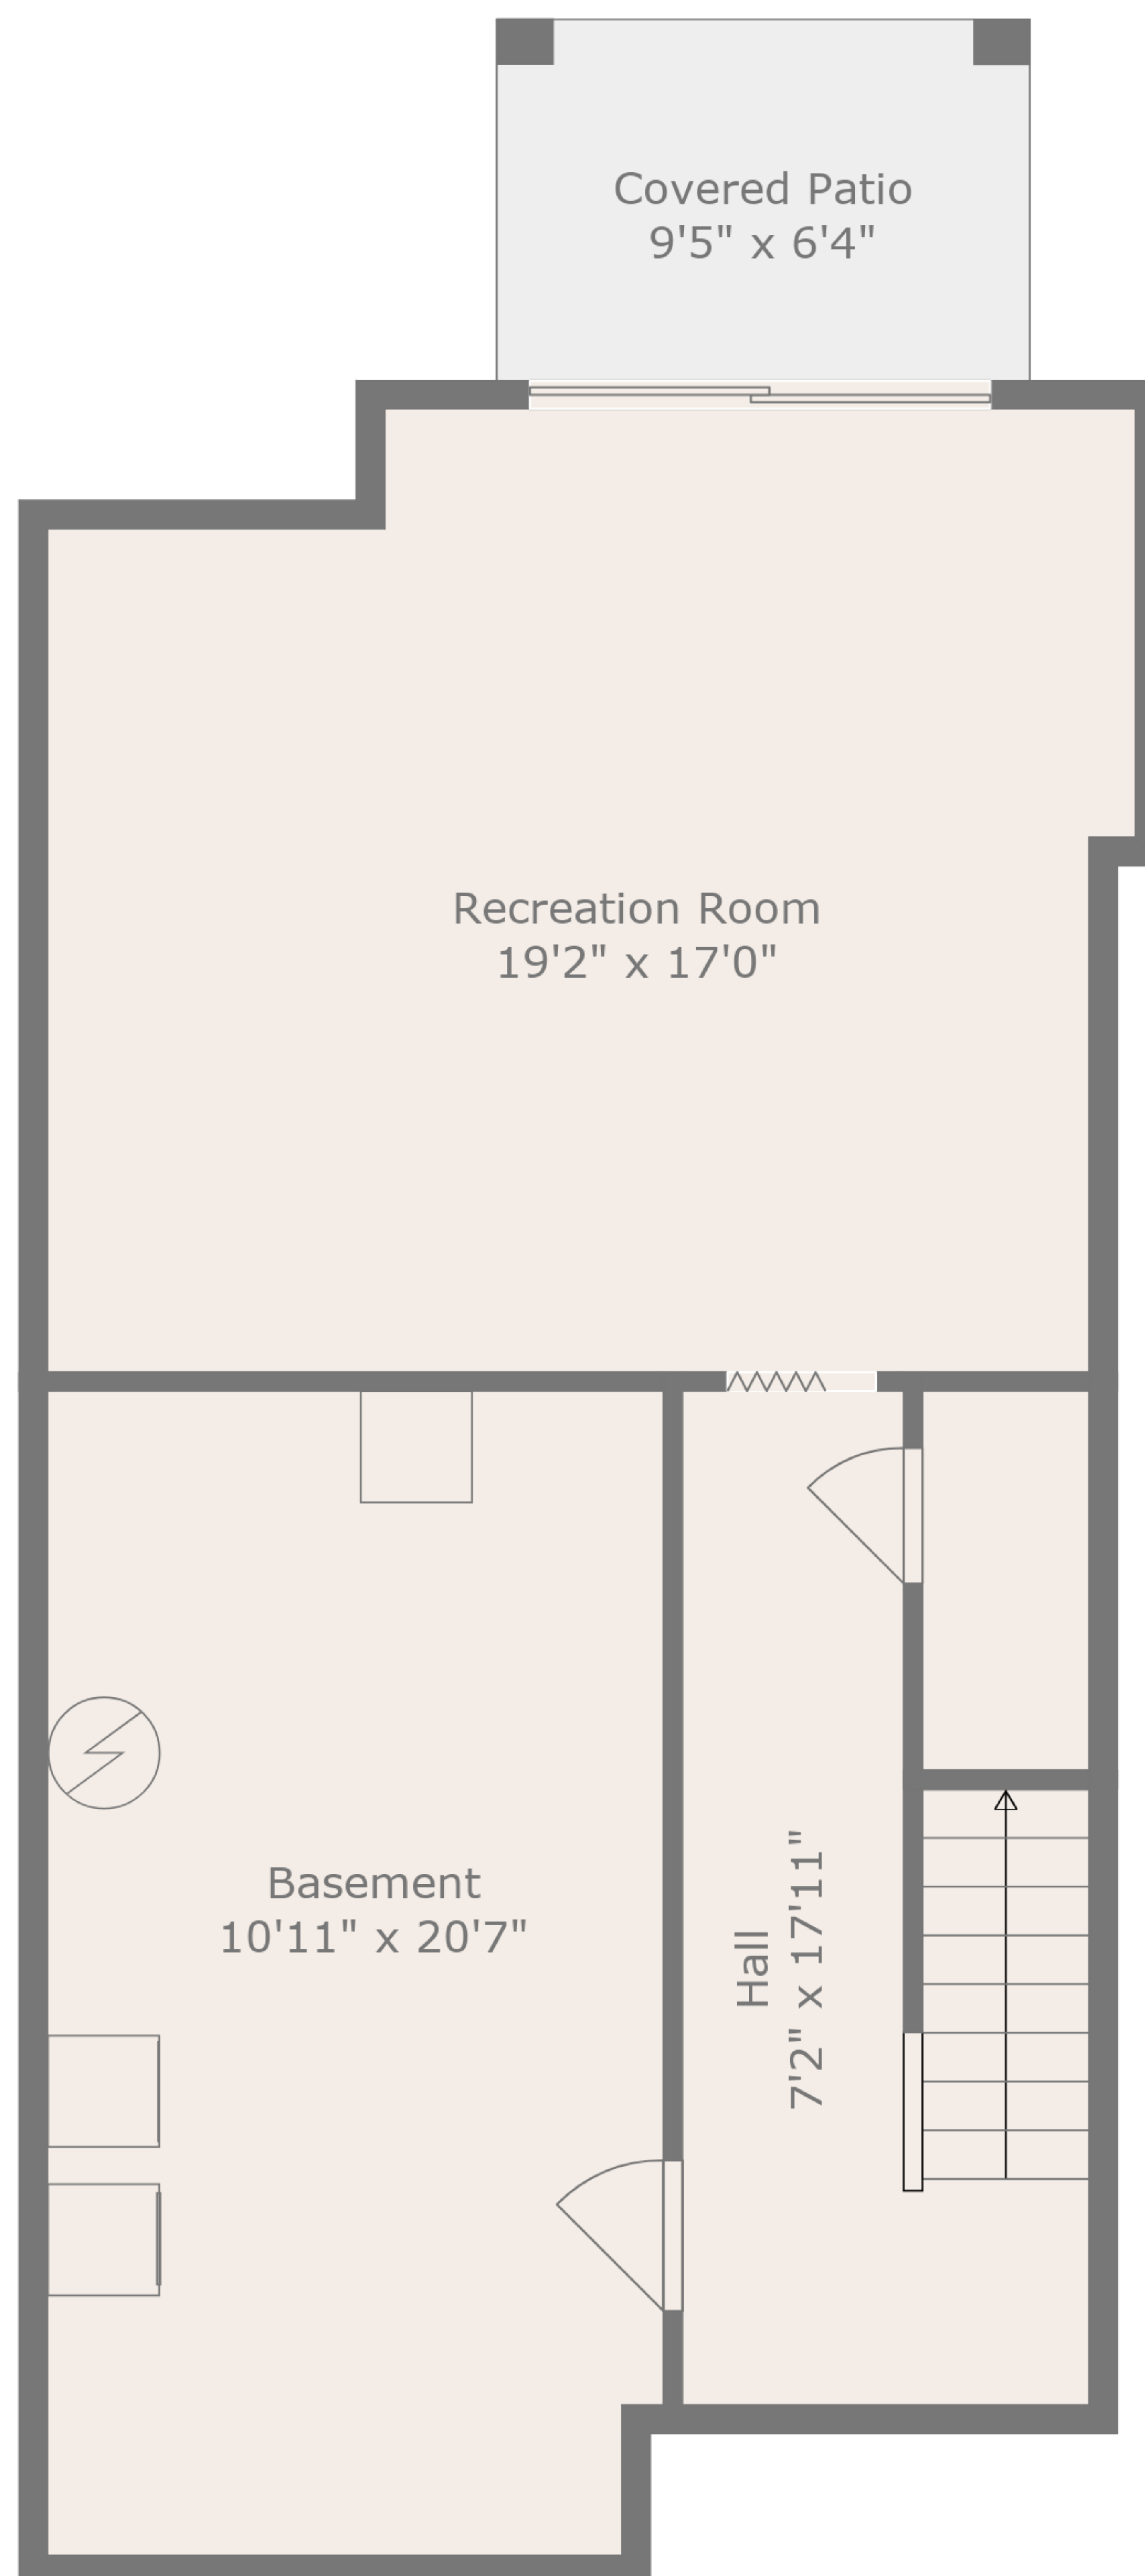 Covered Patio
9'5" x 6'4"
Recreation Room
19'2" x 17'0"
Basement
10'11" x 20'7"
Hall
7'2" x 17'11"